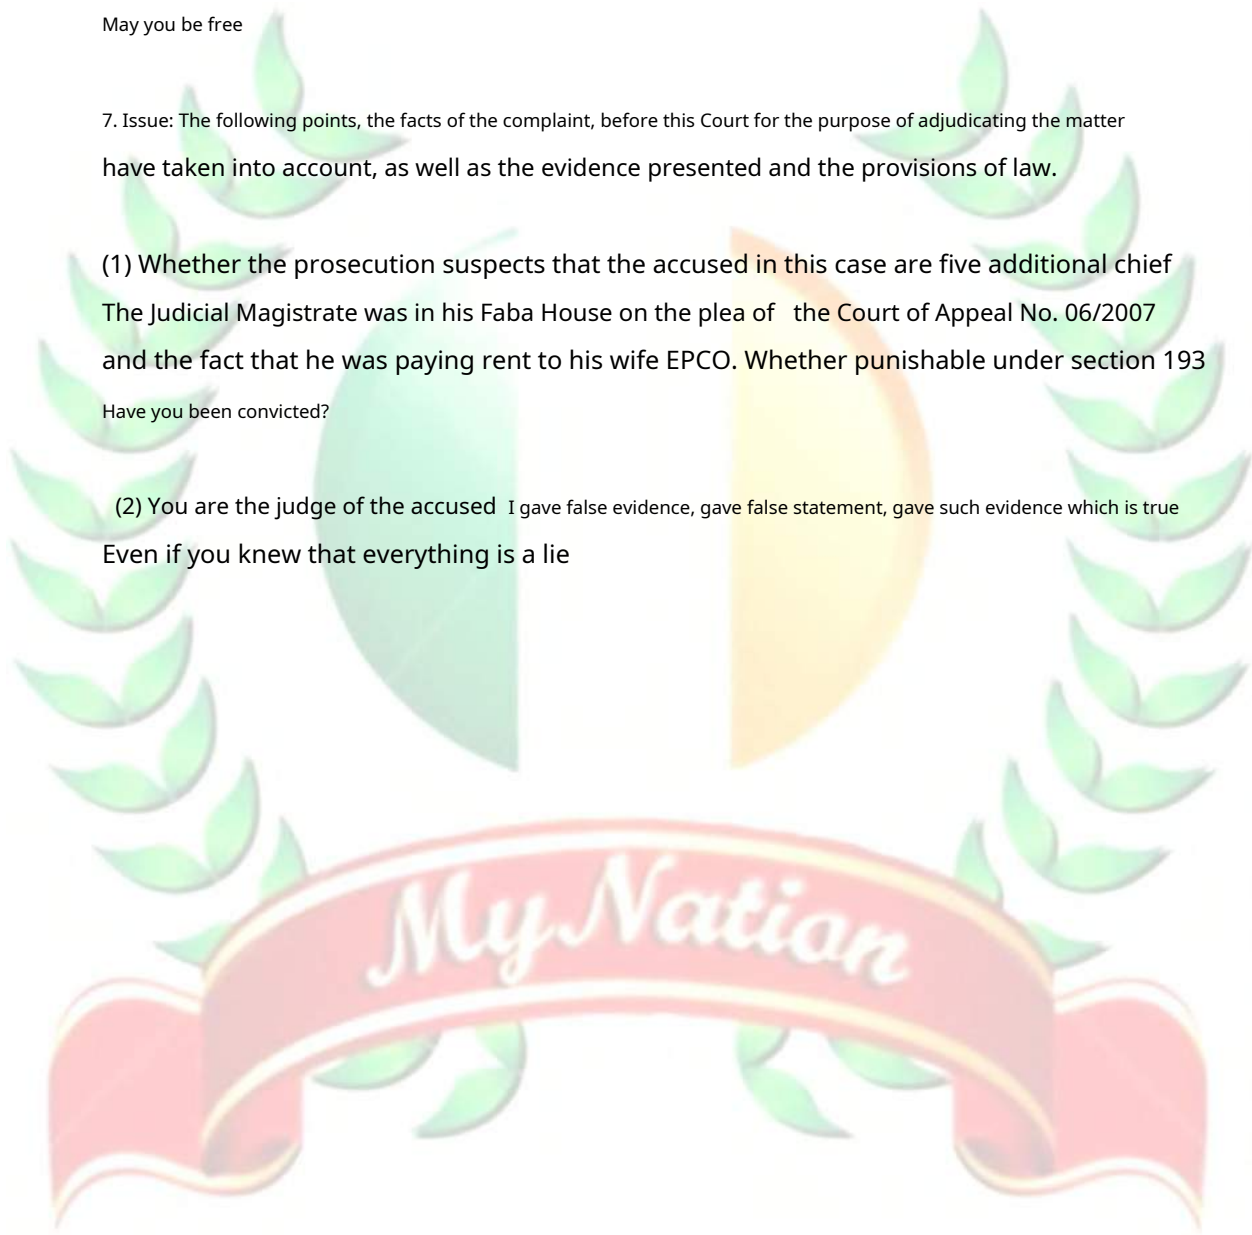 May you be free
7. Issue: The following points, the facts of the complaint, before this Court for the purpose of adjudicating the matter
have taken into account, as well as the evidence presented and the provisions of law.
(1) Whether the prosecution suspects that the accused in this case are five additional chief
The Judicial Magistrate was in his Faba House on the plea of the Court of Appeal No. 06/2007
and the fact that he was paying rent to his wife EPCO. Whether punishable under section 193
Have you been convicted?
(2) You are the judge of the accused I gave false evidence, gave false statement, gave such evidence which is true
Even if you knew that everything is a lie
MyNation